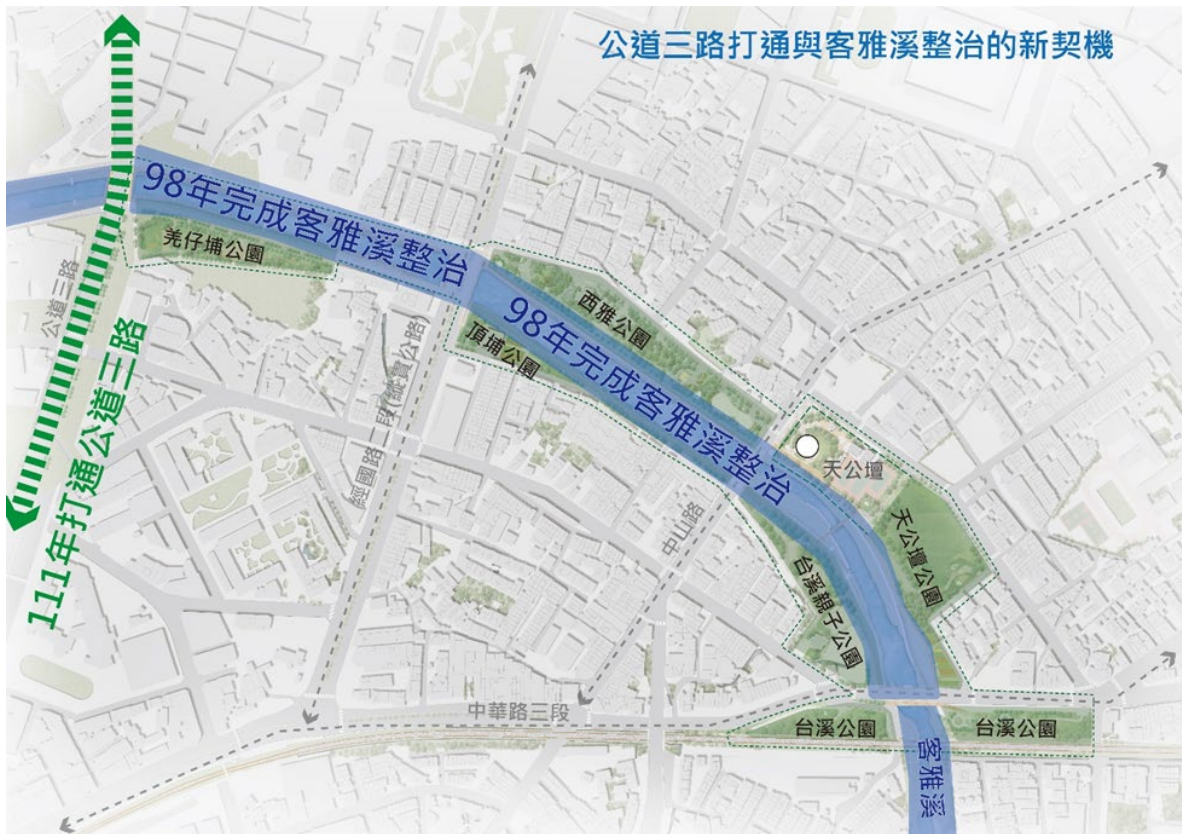 公道三路打通與客雅溪整治的新契機
98年完成客雅溪整治
羌仔埔公園
公道三路
111年打通公道三路
西雅公園
98年完成客雅溪整治
頂埔公園
經國路二段(縱貫公路)
天公壇
中山路
天公壇公園
台溪親子公園
中華路三段
台溪公園
台溪公園
客雅溪